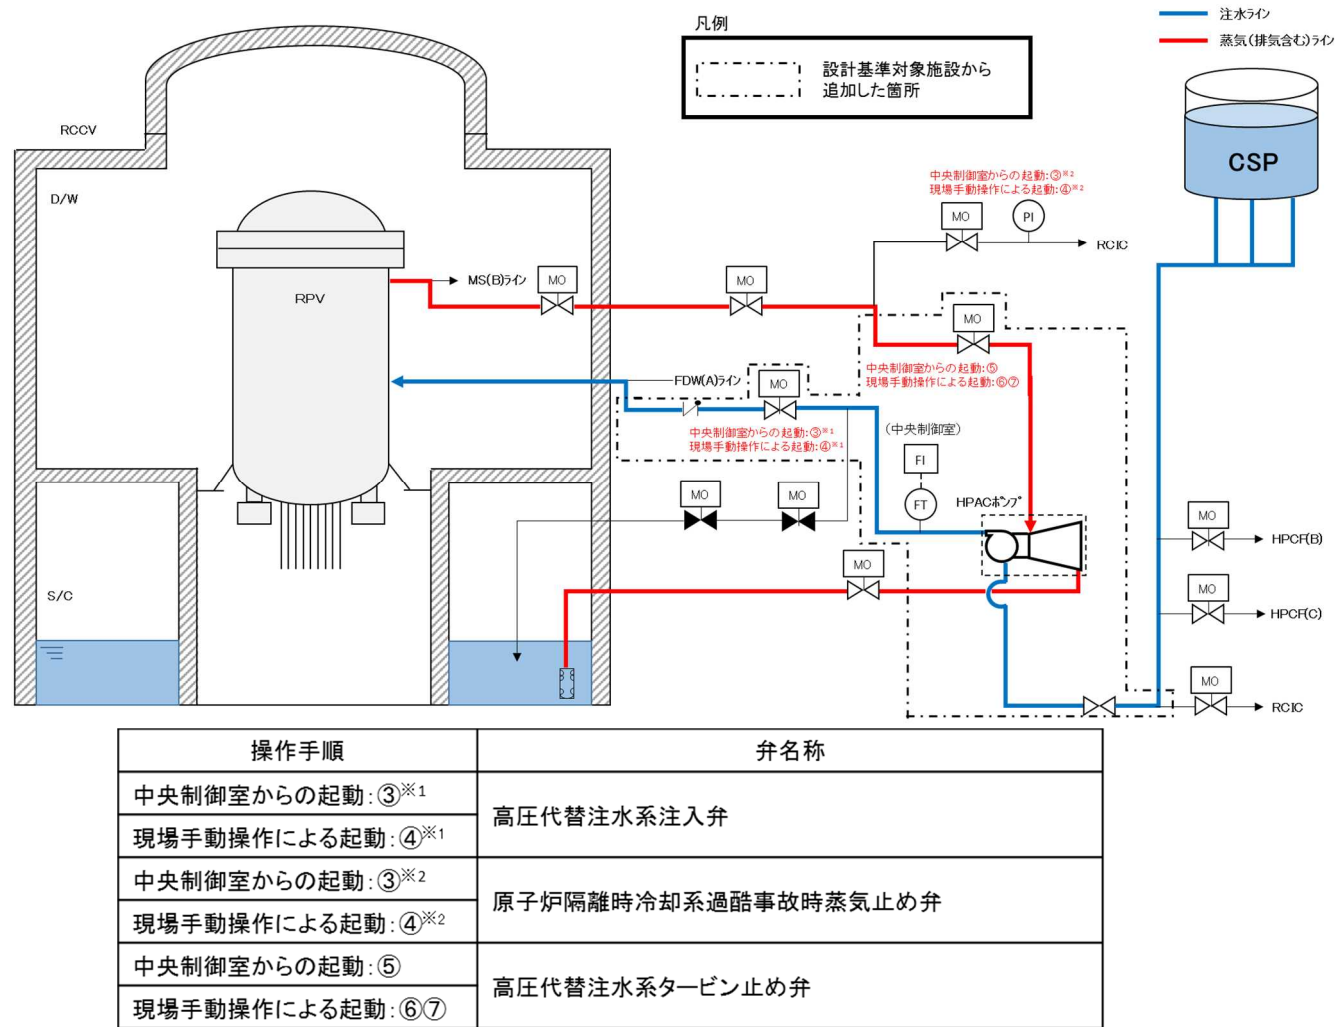 凡例
設計基準対象施設から
追加した箇所
注水ライン
蒸気(排気含む)ライン
CSP
RCCV
D/W
RPV
MS(B)ライン
MO
MO
中央制御室からの起動:③※2
現場手動操作による起動:④※2
MO
PI
RCIC
MO
中央制御室からの起動:⑤
現場手動操作による起動:⑥⑦
FDW(A)ライン
MO
中央制御室からの起動:③※1
現場手動操作による起動:④※1
(中央制御室)
FI
FT
HPACポンプ
MO
MO
MO
S/C
MO
HPCF(B)
MO
HPCF(C)
MO
RCIC
操作手順
弁名称
中央制御室からの起動:③※1
現場手動操作による起動:④※1
高圧代替注水系注入弁
中央制御室からの起動:③※2
現場手動操作による起動:④※2
原子炉隔離時冷却系過酷事故時蒸気止め弁
中央制御室からの起動:⑤
現場手動操作による起動:⑥⑦
高圧代替注水系タービン止め弁